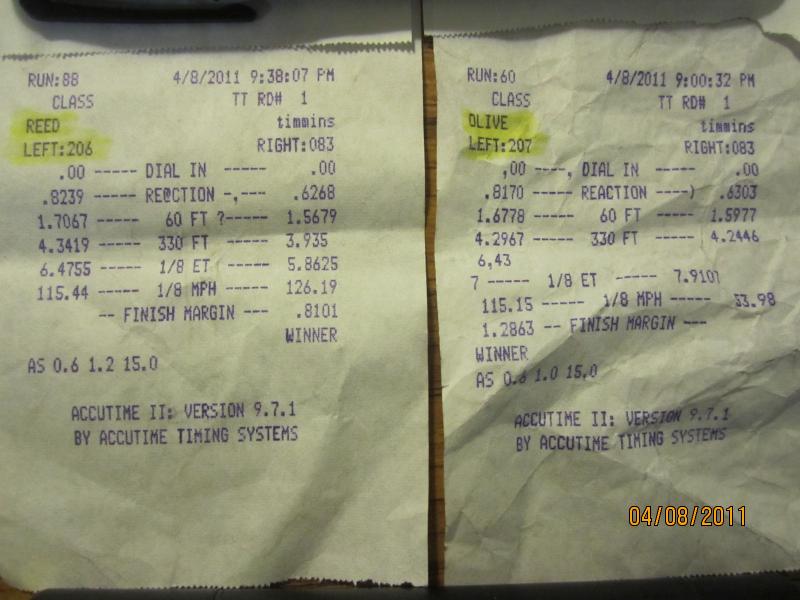 RUN:88 4/8/2011 9:38:07 PM
CLASS TT RD# 1
REED timmins
LEFT:206 RIGHT:083
.00 ----- DIAL IN ----- .00
.8239 ----- RE@CTION -,--- .6268
1.7067 ----- 60 FT ?----- 1.5679
4.3419 ----- 330 FT ----- 3.935
6.4755 ----- 1/8 ET ----- 5.8625
115.44 ----- 1/8 MPH ----- 126.19
-- FINISH MARGIN -- .8101
WINNER
AS 0.6 1.2 15.0
ACCUTIME II: VERSION 9.7.1
BY ACCUTIME TIMING SYSTEMS
RUN:60 4/8/2011 9:00:32 PM
CLASS TT RD# 1
OLIVE timmins
LEFT:207 RIGHT:083
,00 ----, DIAL IN ----- .00
.8170 ----- REACTION ----) .6303
1.6778 ----- 60 FT ----- 1.5977
4.2967 ----- 330 FT ----- 4.2446
6,43
7 ----- 1/8 ET ----- 7.9107
115.15 ----- 1/8 MPH ----- 53.98
1.2863 -- FINISH MARGIN ---
WINNER
AS 0.6 1.0 15.0
ACCUTIME II: VERSION 9.7.1
BY ACCUTIME TIMING SYSTEMS
04/08/2011